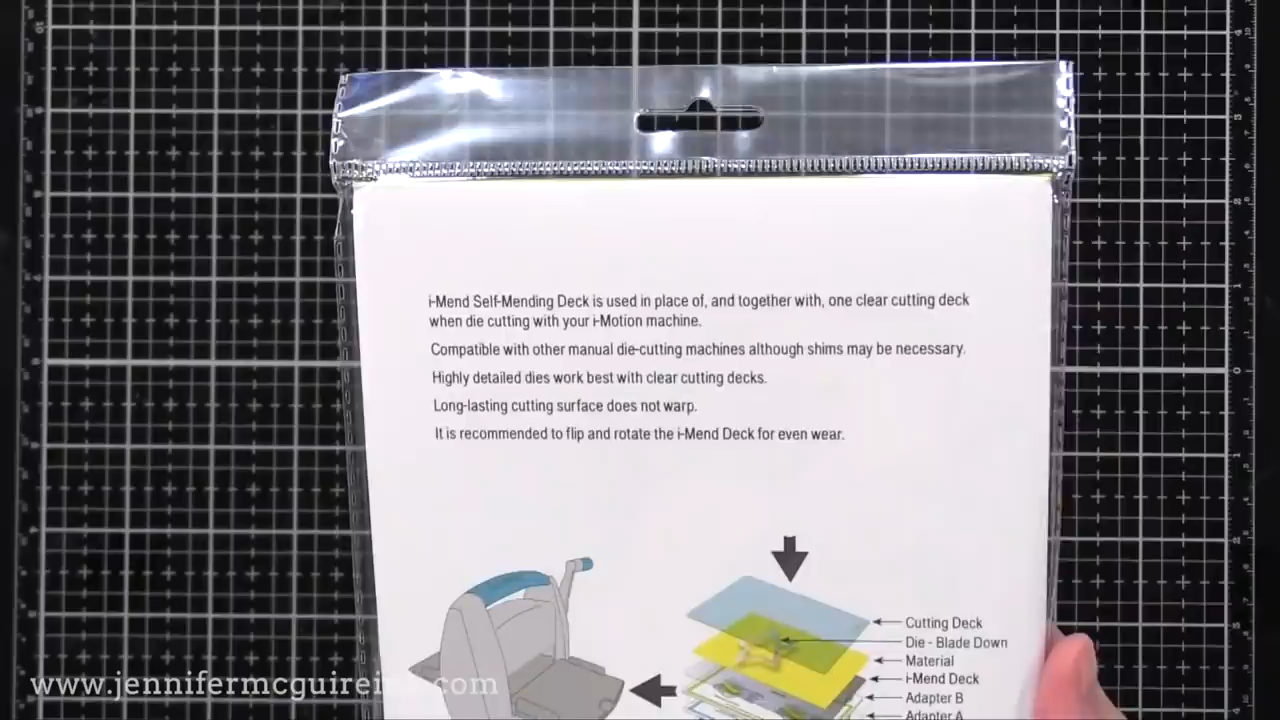 i-Mend Self-Mending Deck is used in place of, and together with, one clear cutting deck
when die cutting with your i-Motion machine.
Compatible with other manual die-cutting machines although shims may be necessary.
Highly detailed dies work best with clear cutting decks.
Long-lasting cutting surface does not warp.
It is recommended to flip and rotate the i-Mend Deck for even wear.
Cutting Deck
Die - Blade Down
Material
i-Mend Deck
Adapter B
Adapter A
www.jennifermcguireink.com